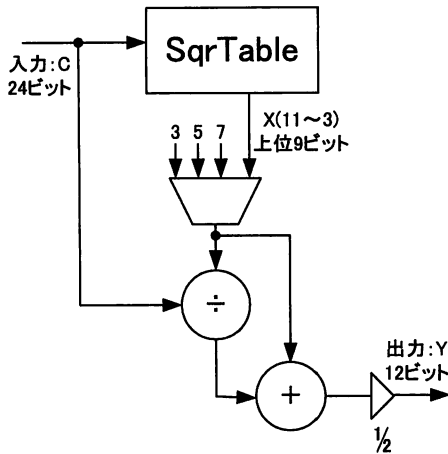 SqrTable
入力:C
24ビット
X(11～3)
上位9ビット
3 5 7
÷
+
出力:Y
12ビット
½